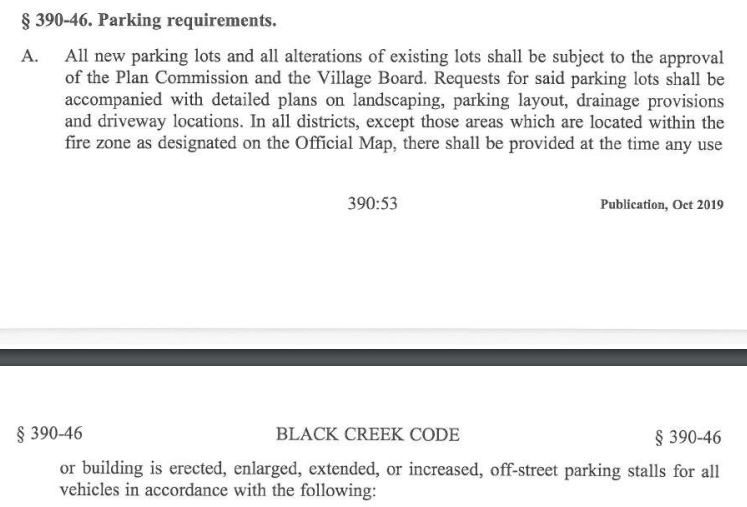 § 390-46. Parking requirements.
A. All new parking lots and all alterations of existing lots shall be subject to the approval
of the Plan Commission and the Village Board. Requests for said parking lots shall be
accompanied with detailed plans on landscaping, parking layout, drainage provisions
and driveway locations. In all districts, except those areas which are located within the
fire zone as designated on the Official Map, there shall be provided at the time any use
390:53 Publication, Oct 2019
§ 390-46 BLACK CREEK CODE § 390-46
or building is erected, enlarged, extended, or increased, off-street parking stalls for all
vehicles in accordance with the following: